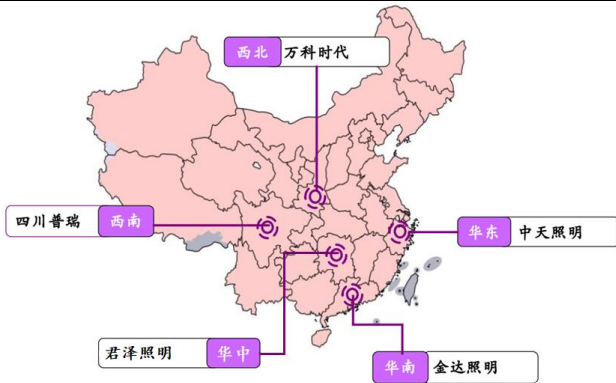 西北 万科时代
四川普瑞 西南
华东 中天照明
君泽照明 华中
华南 金达照明